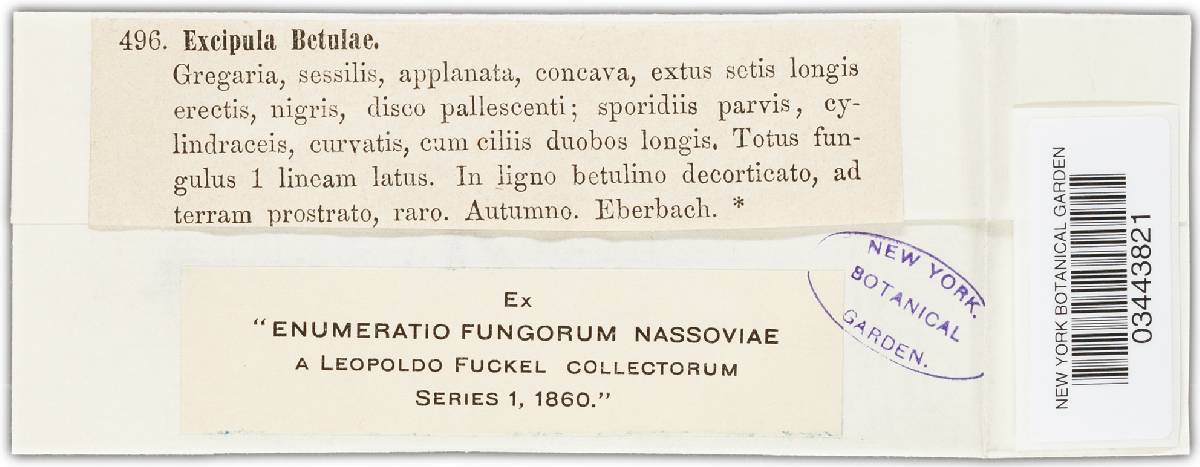 496. Excipula Betulae.
Gregaria, sessilis, applanata, concava, extus setis longis
erectis, nigris, disco pallescenti; sporidiis parvis, cy-
lindraceis, curvatis, cum ciliis duobos longis. Totus fun-
gulus 1 lineam latus. In ligno betulino decorticato, ad
terram prostrato, raro. Autumno. Eberbach. *
Ex
"ENUMERATIO FUNGORUM NASSOVIAE
A LEOPOLDO FUCKEL COLLECTORUM
SERIES 1, 1860."
NEW YORK
BOTANICAL
GARDEN.
NEW YORK BOTANICAL GARDEN
03443821